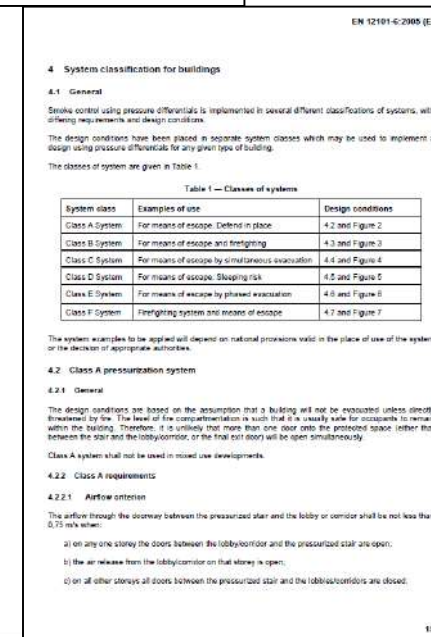 EN 12101-6:2005 (E
4 System classification for buildings
4.1 General
Smoke control using pressure differentials is implemented in several different classifications of systems, with
differing requirements and design conditions.
The design conditions have been placed in separate system classes which may be used to implement
design using pressure differentials for any given type of building.
The classes of system are given in Table 1.
Table 1 — Classes of systems
System class Examples of use Design conditions
Class A System For means of escape. Defend in place 4.2 and Figure 2
Class B System For means of escape and firefighting 4.3 and Figure 3
Class C System For means of escape by simultaneous evacuation 4.4 and Figure 4
Class D System For means of escape. Sleeping risk 4.5 and Figure 5
Class E System For means of escape by phased evacuation 4.6 and Figure 6
Class F System Firefighting system and means of escape 4.7 and Figure 7
The system examples to be applied will depend on national provisions valid in the place of use of the system
or the decision of appropriate authorities.
4.2 Class A pressurization system
4.2.1 General
The design conditions are based on the assumption that a building will not be evacuated unless directly
threatened by fire. The level of fire compartmentation is such that it is usually safe for occupants to remain
within the building. Therefore, it is unlikely that more than one door onto the protected space (either that
between the stair and the lobby/corridor, or the final exit door) will be open simultaneously.
Class A system shall not be used in mixed use developments.
4.2.2 Class A requirements
4.2.2.1 Airflow criterion
The airflow through the doorway between the pressurized stair and the lobby or corridor shall be not less than
0,75 m/s when:
a) on any one storey the doors between the lobby/corridor and the pressurized stair are open;
b) the air release from the lobby/corridor on that storey is open;
c) on all other storeys all doors between the pressurized stair and the lobbies/corridors are closed;